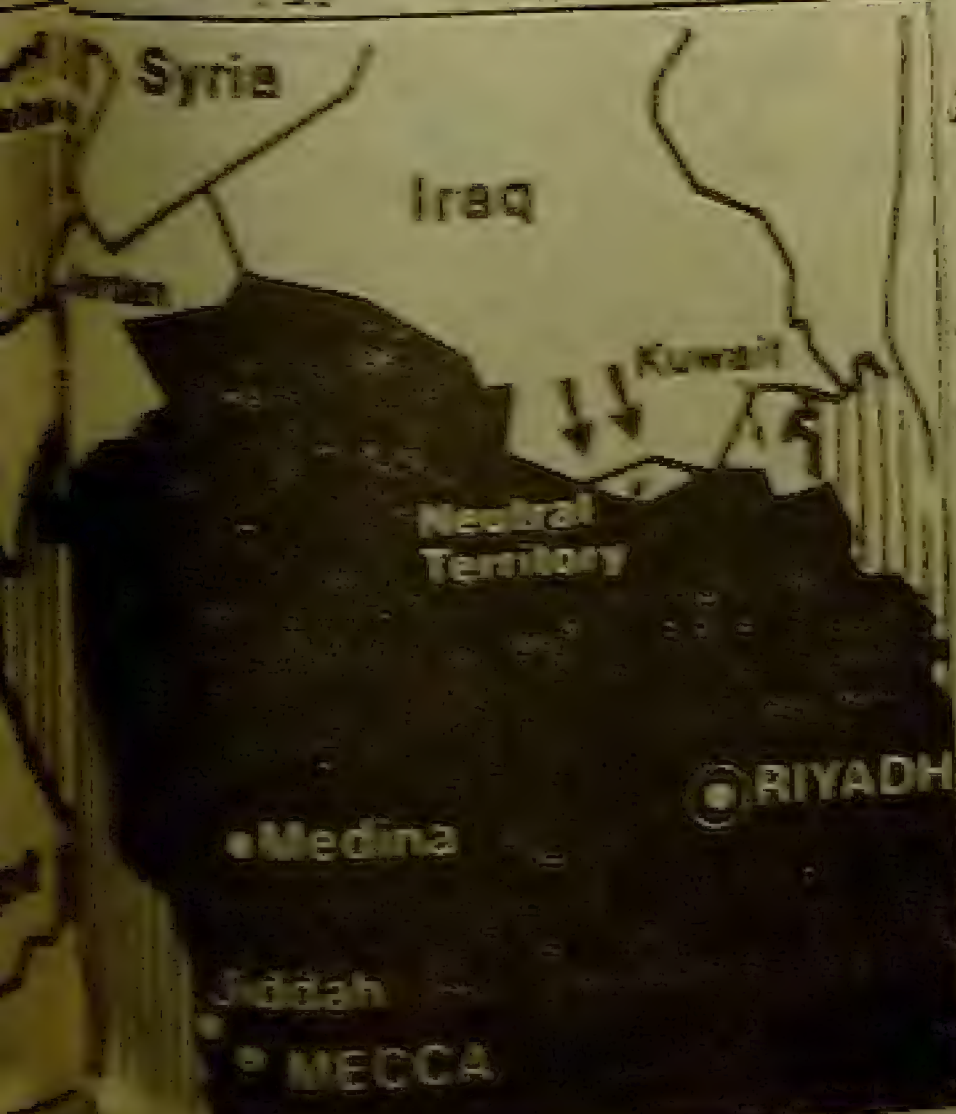 Syria
Iraq
Kuwait
Neutral
Territory
RIYADH
Medina
Jiddah
MECCA